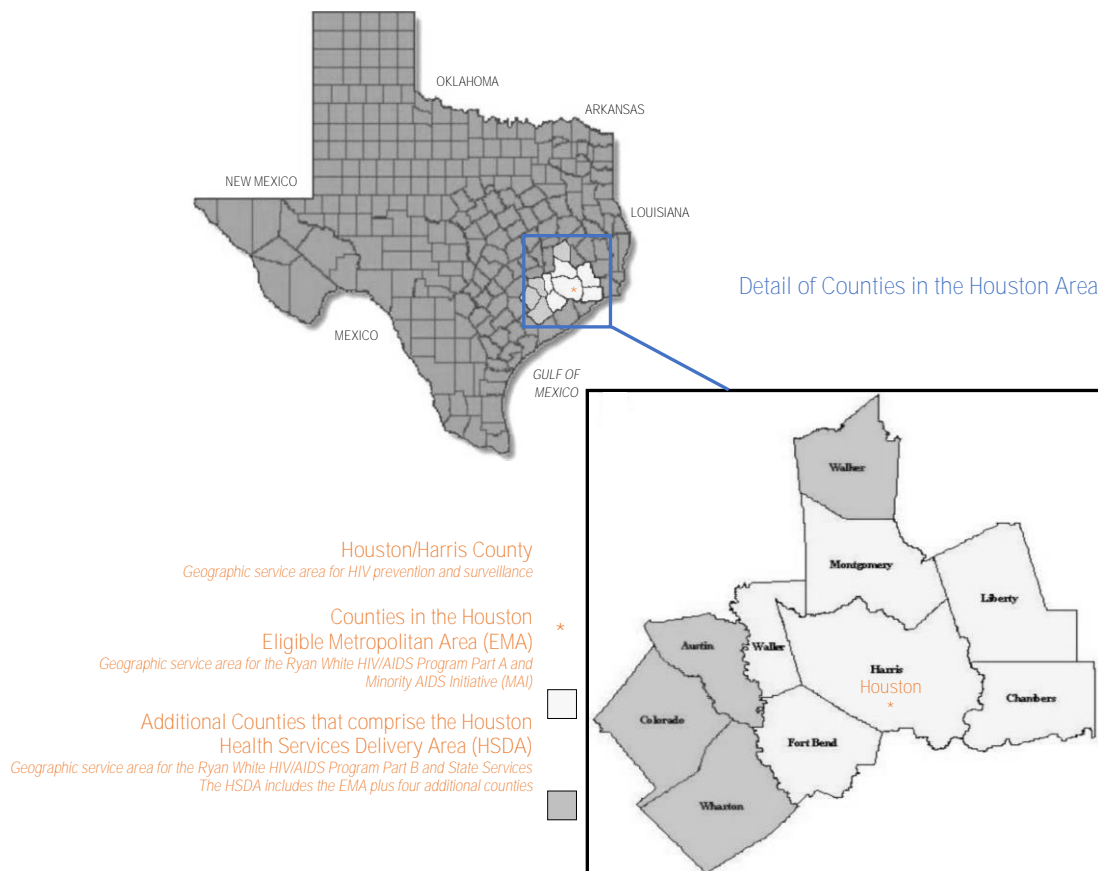 OKLAHOMA
ARKANSAS
NEW MEXICO
LOUISIANA
Detail of Counties in the Houston Area
MEXICO
GULF OF
MEXICO
Walker
Houston/Harris County
Geographic service area for HIV prevention and surveillance
Montgomery
Liberty
Counties in the Houston
Eligible Metropolitan Area (EMA)
*
Geographic service area for the Ryan White HIV/AIDS Program Part A and
Minority AIDS Initiative (MAI)
Austin
Waller
Harris
Houston
*
Chambers
Additional Counties that comprise the Houston
Health Services Delivery Area (HSDA)
Geographic service area for the Ryan White HIV/AIDS Program Part B and State Services
The HSDA includes the EMA plus four additional counties
Colorado
Fort Bend
Wharton